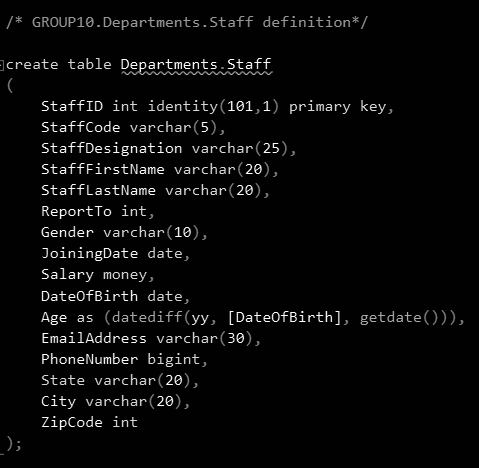 /* GROUP10.Departments.Staff definition*/
create table Departments.Staff
(
StaffID int identity(101,1) primary key,
StaffCode varchar(5),
StaffDesignation varchar(25),
StaffFirstName varchar(20),
StaffLastName varchar(20),
ReportTo int,
Gender varchar(10),
JoiningDate date,
Salary money,
DateOfBirth date,
Age as (datediff(yy, [DateOfBirth], getdate())),
EmailAddress varchar(30),
PhoneNumber bigint,
State varchar(20),
City varchar(20),
ZipCode int
);